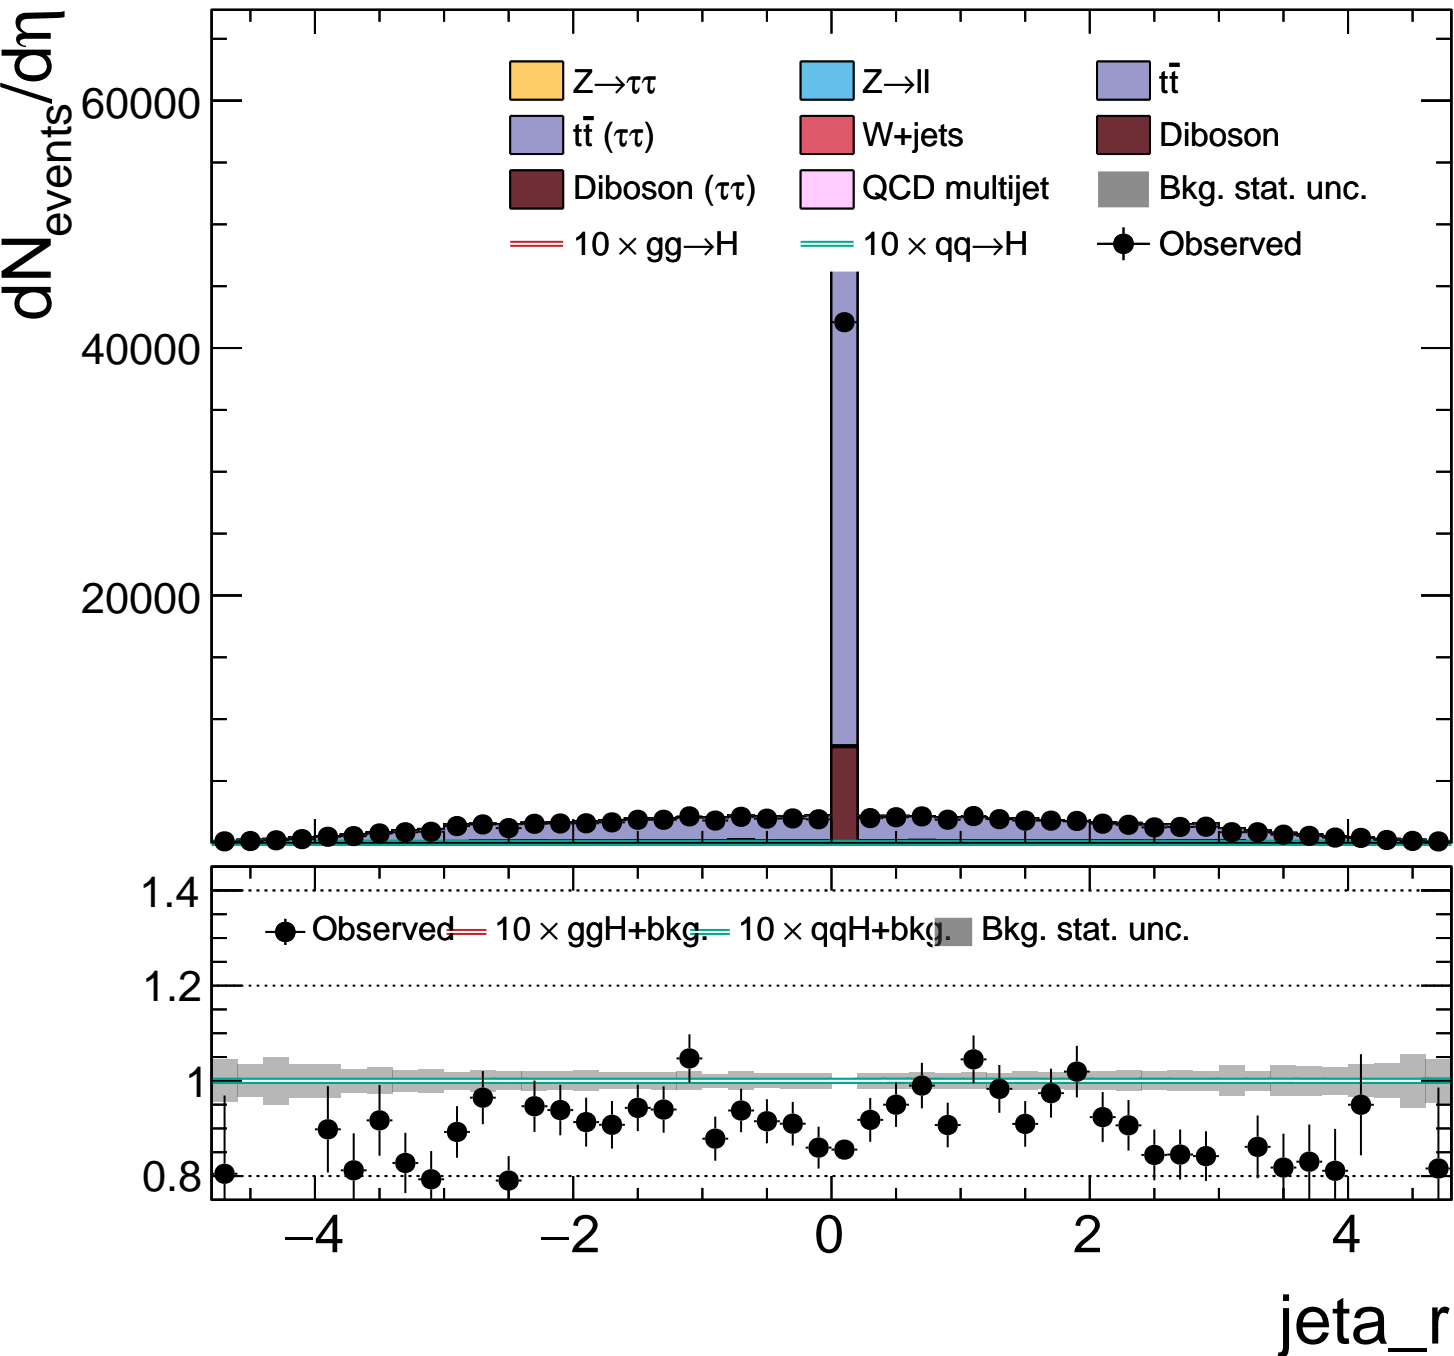 dN_events/dη
60000
40000
20000
Z→ττ
Z→ll
tt̄
tt̄ (ττ)
W+jets
Diboson
Diboson (ττ)
QCD multijet
Bkg. stat. unc.
10 × gg→H
10 × qq→H
Observed
1.4
1.2
1
0.8
Observed
10 × ggH+bkg.
10 × qqH+bkg.
Bkg. stat. unc.
−4 −2 0 2 4
jeta_r